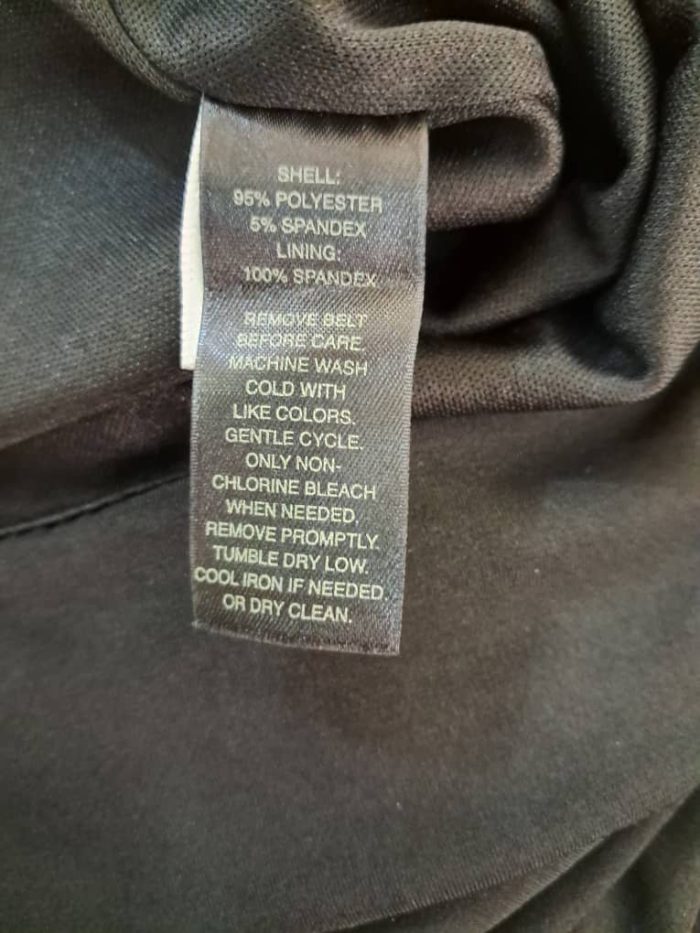 SHELL:
95% POLYESTER
5% SPANDEX
LINING:
100% SPANDEX
REMOVE BELT
BEFORE CARE.
MACHINE WASH
COLD WITH
LIKE COLORS.
GENTLE CYCLE.
ONLY NON-
CHLORINE BLEACH
WHEN NEEDED.
REMOVE PROMPTLY.
TUMBLE DRY LOW.
COOL IRON IF NEEDED.
OR DRY CLEAN.